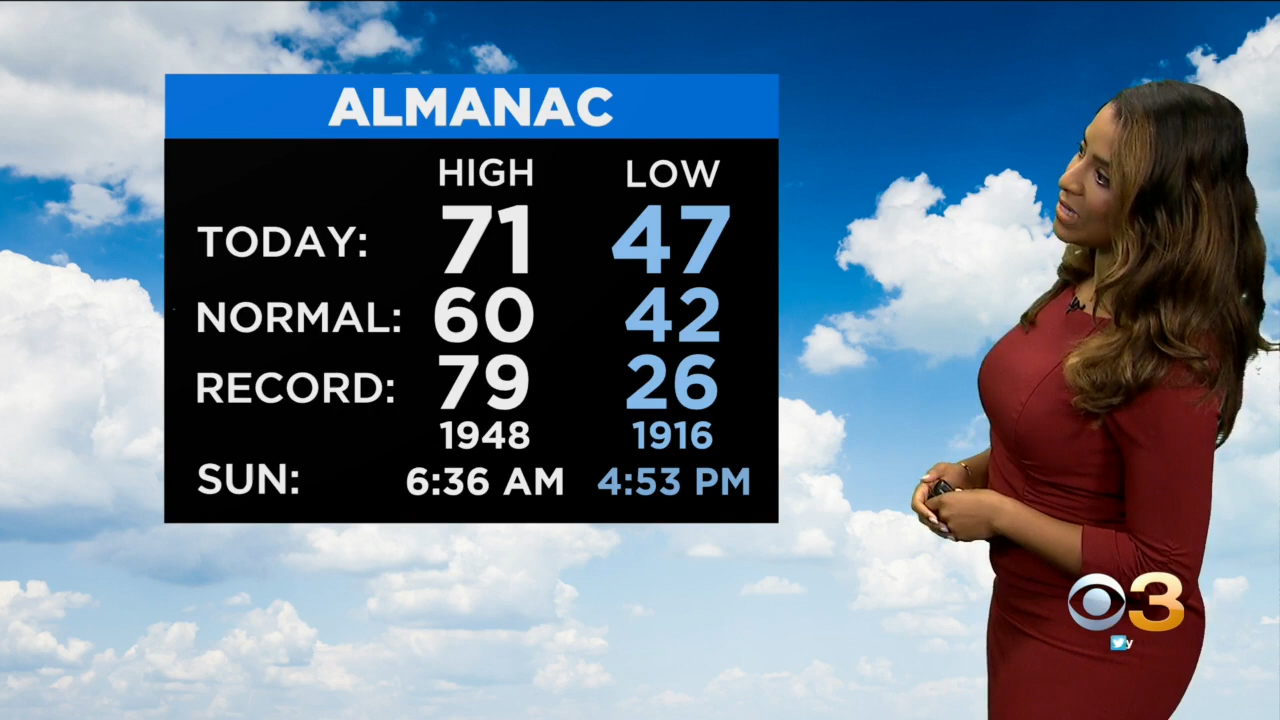 ALMANAC
HIGH LOW
TODAY: 71 47
NORMAL: 60 42
RECORD: 79 26
1948 1916
SUN: 6:36 AM 4:53 PM
3
y